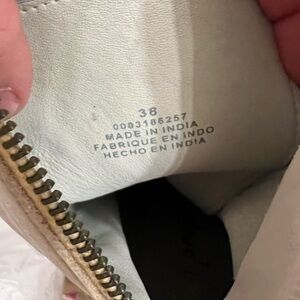 38
0003186257
MADE IN INDIA
FABRIQUE EN INDO
HECHO EN INDIA